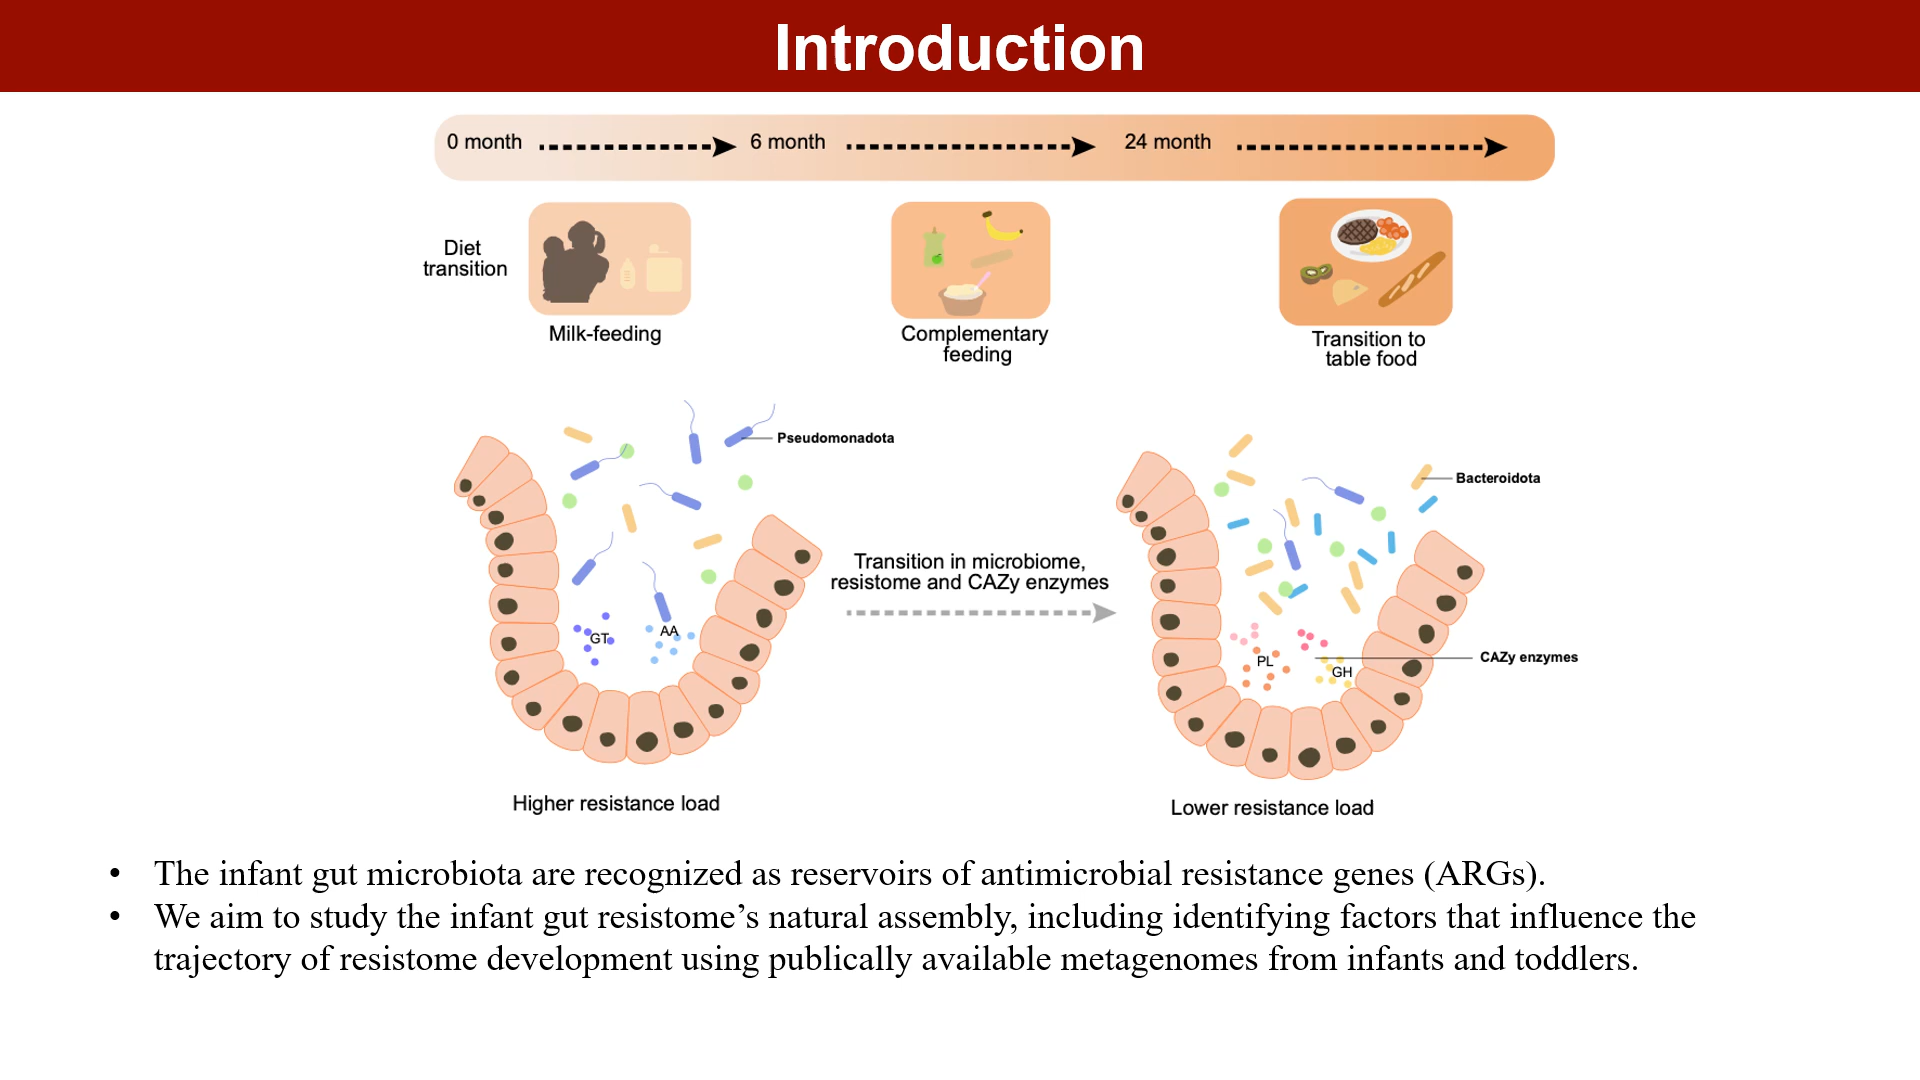 Introduction
0 month
6 month
24 month
Diet
transition
Milk-feeding
Complementary
feeding
Transition to
table food
Pseudomonadota
Bacteroidota
Transition in microbiome,
resistome and CAZy enzymes
GT
AA
PL
GH
CAZy enzymes
Higher resistance load
Lower resistance load
• The infant gut microbiota are recognized as reservoirs of antimicrobial resistance genes (ARGs).
• We aim to study the infant gut resistome’s natural assembly, including identifying factors that influence the
trajectory of resistome development using publically available metagenomes from infants and toddlers.